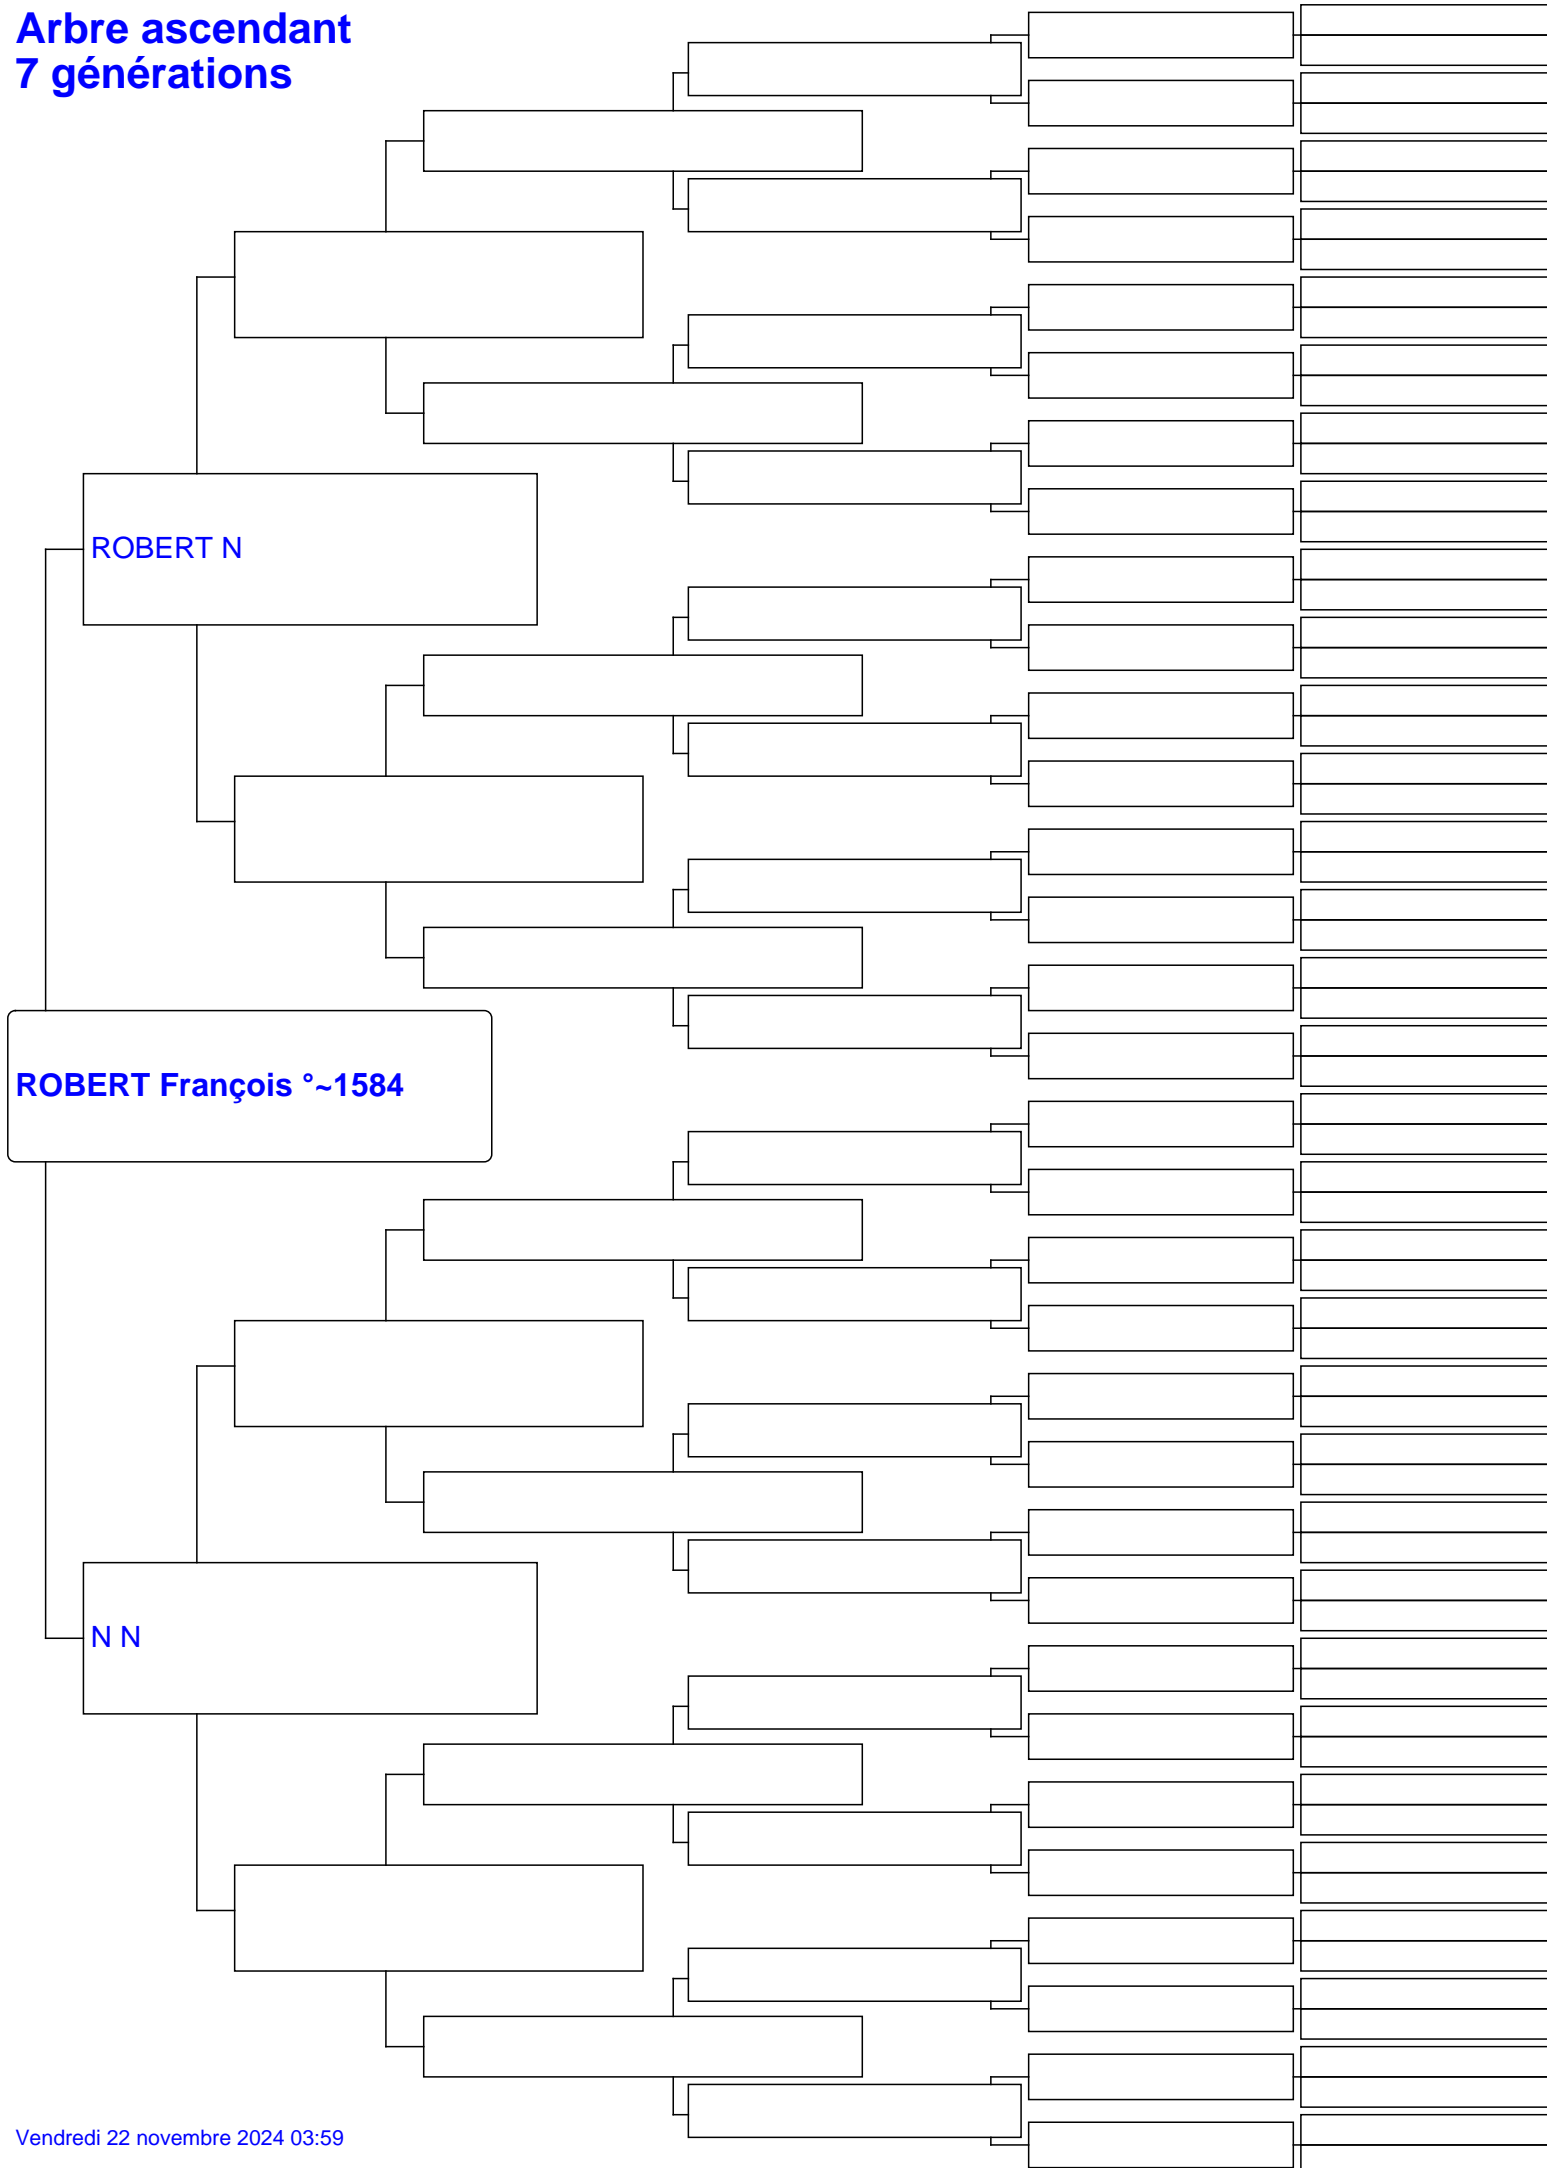 Arbre ascendant
7 générations
ROBERT N
ROBERT François °~1584
N N
Vendredi 22 novembre 2024 03:59